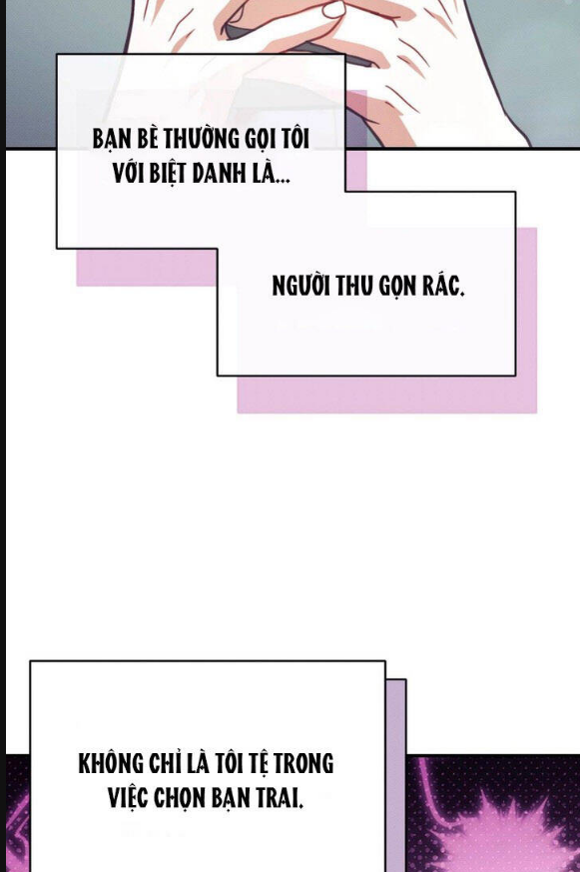 BẠN BÈ THƯỜNG GỌI TÔI
VỚI BIỆT DANH LÀ...
NGƯỜI THU GỌN RÁC.
KHÔNG CHỈ LÀ TÔI TỆ TRONG
VIỆC CHỌN BẠN TRAI.